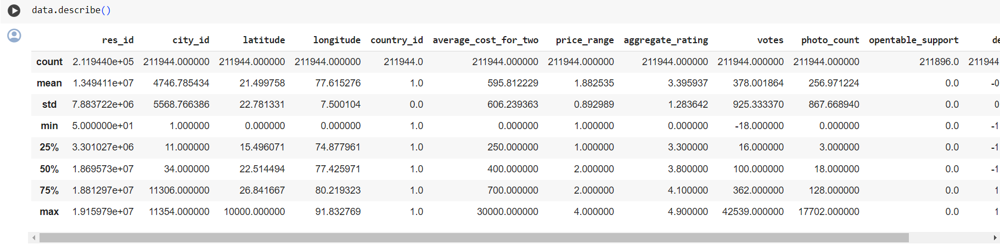 data.describe()
res_id city_id latitude longitude country_id average_cost_for_two price_range aggregate_rating votes photo_count opentable_support de
count 2.119440e+05 211944.000000 211944.000000 211944.000000 211944.0 211944.000000 211944.000000 211944.000000 211944.000000 211944.000000 211896.0 211944
mean 1.349411e+07 4746.785434 21.499758 77.615276 1.0 595.812229 1.882535 3.395937 378.001864 256.971224 0.0 -0
std 7.883722e+06 5568.766386 22.781331 7.500104 0.0 606.239363 0.892989 1.283642 925.333370 867.668940 0.0 0
min 5.000000e+01 1.000000 0.000000 0.000000 1.0 0.000000 1.000000 0.000000 -18.000000 0.000000 0.0 -1
25% 3.301027e+06 11.000000 15.496071 74.877961 1.0 250.000000 1.000000 3.300000 16.000000 3.000000 0.0 -1
50% 1.869573e+07 34.000000 22.514494 77.425971 1.0 400.000000 2.000000 3.800000 100.000000 18.000000 0.0 -1
75% 1.881297e+07 11306.000000 26.841667 80.219323 1.0 700.000000 2.000000 4.100000 362.000000 128.000000 0.0 1
max 1.915979e+07 11354.000000 10000.000000 91.832769 1.0 30000.000000 4.000000 4.900000 42539.000000 17702.000000 0.0 1